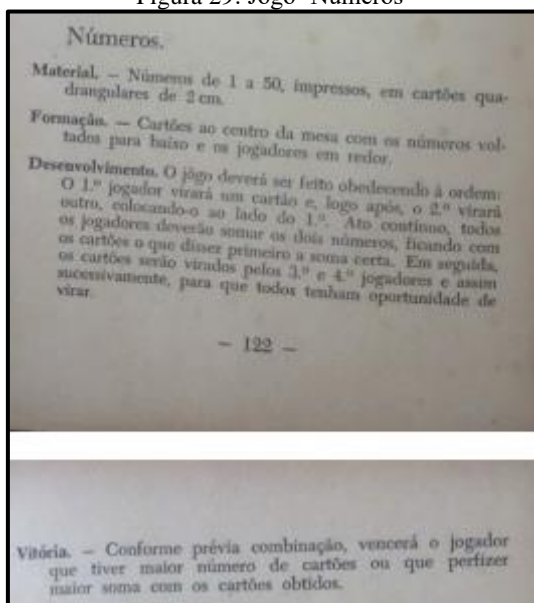 Figura 29: Jogo "Números"
Números.
Material. — Números de 1 a 50, impressos, em cartões qua-
drangulares de 2 cm.
Formação. — Cartões ao centro da mesa com os números vol-
tados para baixo e os jogadores em redor.
Desenvolvimento. O jôgo deverá ser feito obedecendo à ordem:
O 1.º jogador virará um cartão e, logo após, o 2.º virará
outro, colocando-o ao lado do 1.º. Ato contínuo, todos
os jogadores deverão somar os dois números, ficando com
os cartões o que disser primeiro a soma certa. Em seguida,
os cartões serão virados pelos 3.º e 4.º jogadores e assim
sucessivamente, para que todos tenham oportunidade de
virar.
— 122 —
Vitória. — Conforme prévia combinação, vencerá o jogador
que tiver maior número de cartões ou que perfizer
maior soma com os cartões obtidos.